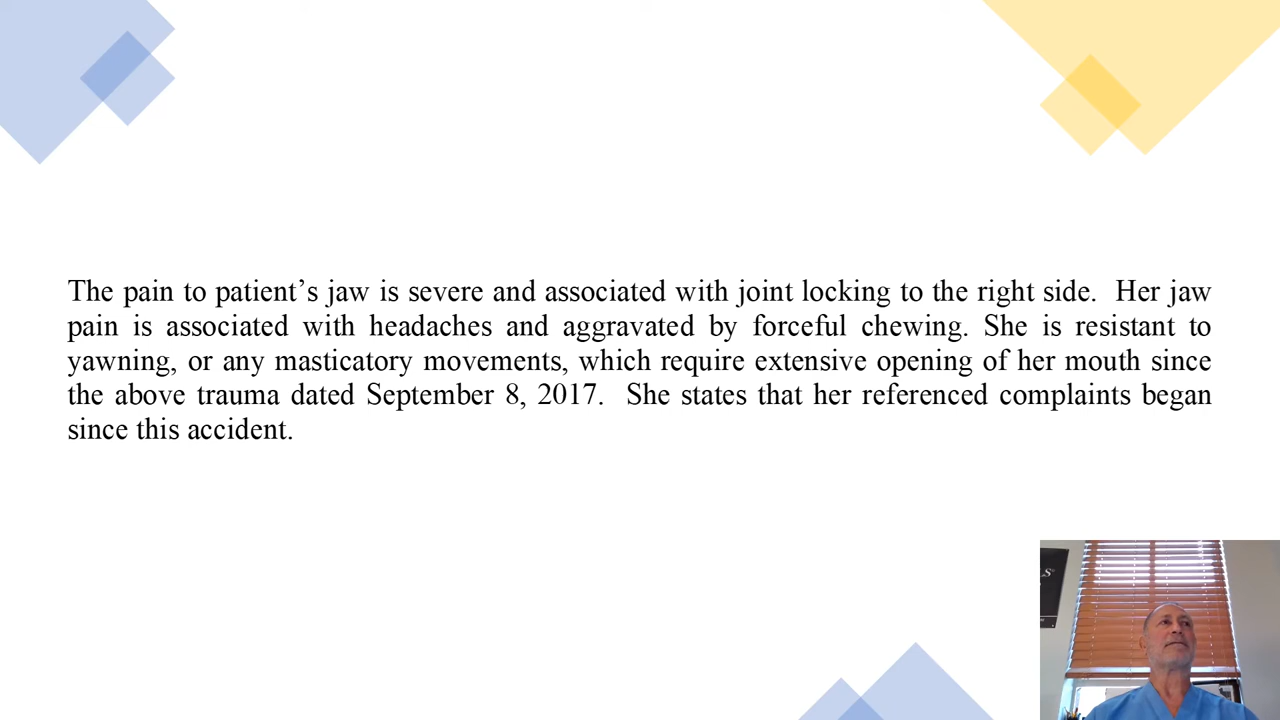 The pain to patient’s jaw is severe and associated with joint locking to the right side.  Her jaw
pain is associated with headaches and aggravated by forceful chewing. She is resistant to
yawning, or any masticatory movements, which require extensive opening of her mouth since
the above trauma dated September 8, 2017.  She states that her referenced complaints began
since this accident.